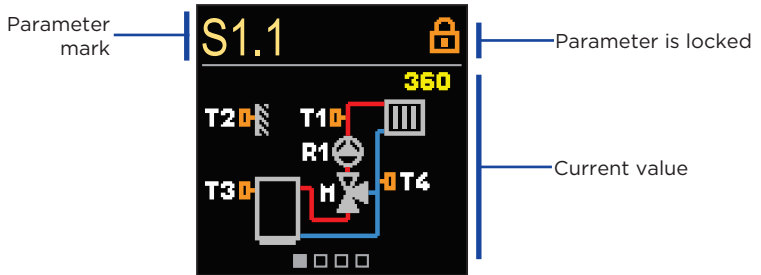 Parameter
mark
S1.1
Parameter is locked
360
T2
T1
R1
T3
M
T4
Current value